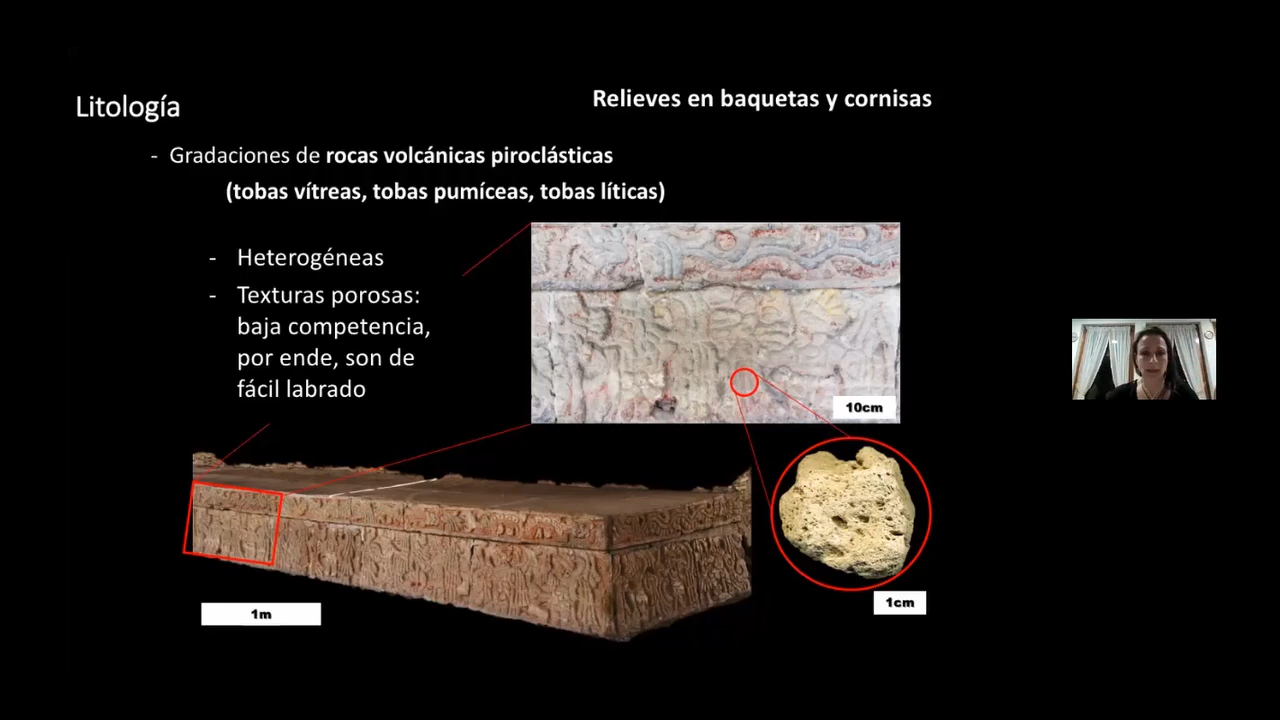 Litología
Relieves en baquetas y cornisas
- Gradaciones de rocas volcánicas piroclásticas
(tobas vítreas, tobas pumíceas, tobas líticas)
- Heterogéneas
- Texturas porosas:
baja competencia,
por ende, son de
fácil labrado
10cm
1cm
1m